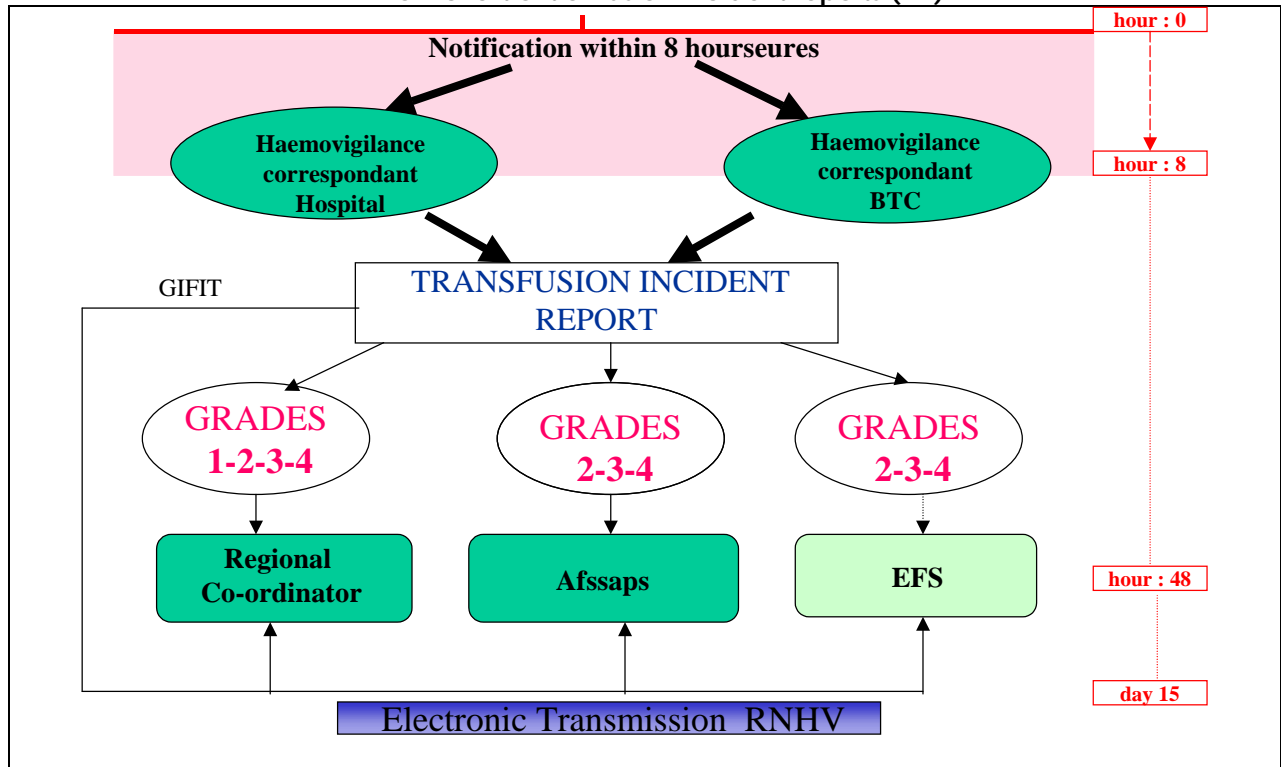 hour : 0
Notification within 8 hourseures
Haemovigilance
correspondant
Hospital
Haemovigilance
correspondant
BTC
hour : 8
GIFIT
TRANSFUSION INCIDENT
REPORT
GRADES
1-2-3-4
GRADES
2-3-4
GRADES
2-3-4
Regional
Co-ordinator
Afssaps
EFS
hour : 48
day 15
Electronic Transmission RNHV